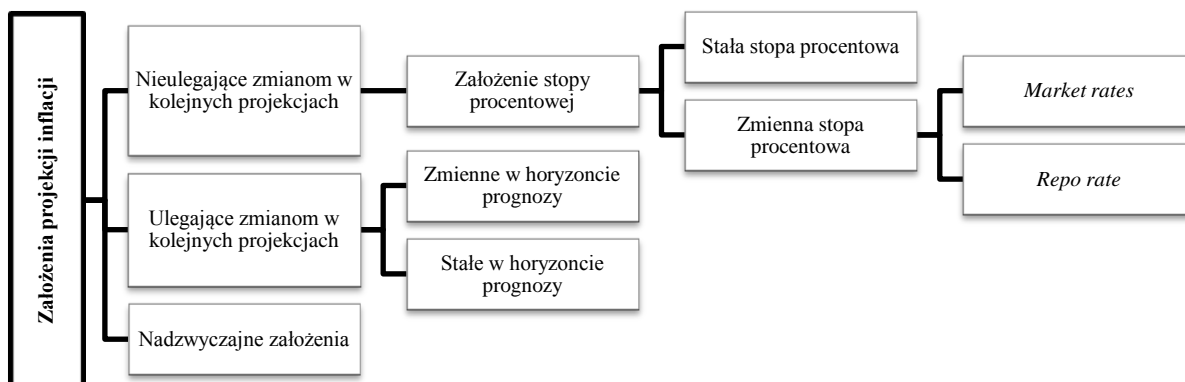 Założenia projekcji inflacji
Nieulegające zmianom w
kolejnych projekcjach
Założenie stopy
procentowej
Stała stopa procentowa
Zmienna stopa
procentowa
Market rates
Repo rate
Ulegające zmianom w
kolejnych projekcjach
Zmienne w horyzoncie
prognozy
Stałe w horyzoncie
prognozy
Nadzwyczajne założenia